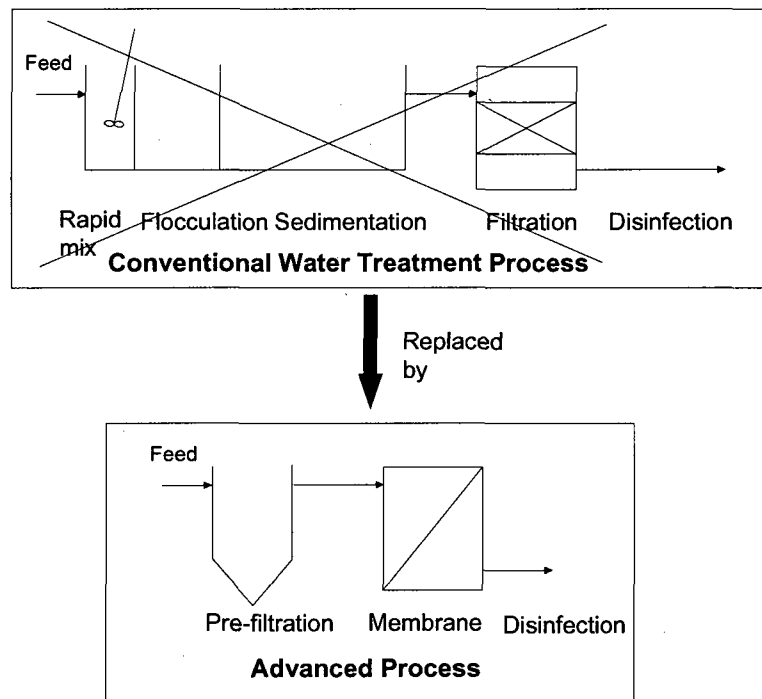 Feed
Rapid mix
Flocculation Sedimentation
Filtration
Disinfection
Conventional Water Treatment Process
Replaced by
Feed
Pre-filtration
Membrane
Disinfection
Advanced Process